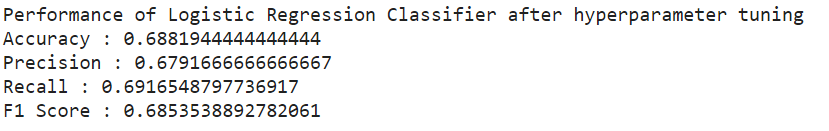 Performance of Logistic Regression Classifier after hyperparameter tuning
Accuracy : 0.6881944444444444
Precision : 0.6791666666666667
Recall : 0.6916548797736917
F1 Score : 0.6853538892782061